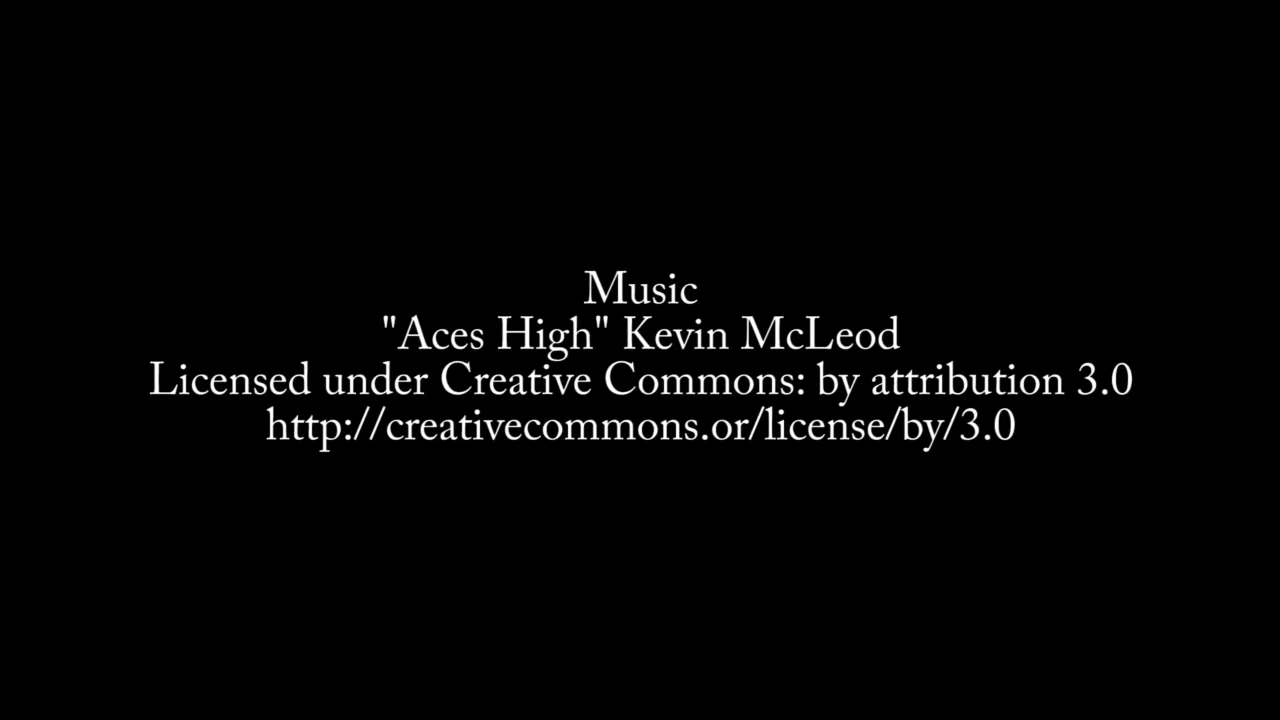 Music
"Aces High" Kevin McLeod
Licensed under Creative Commons: by attribution 3.0
http://creativecommons.or/license/by/3.0